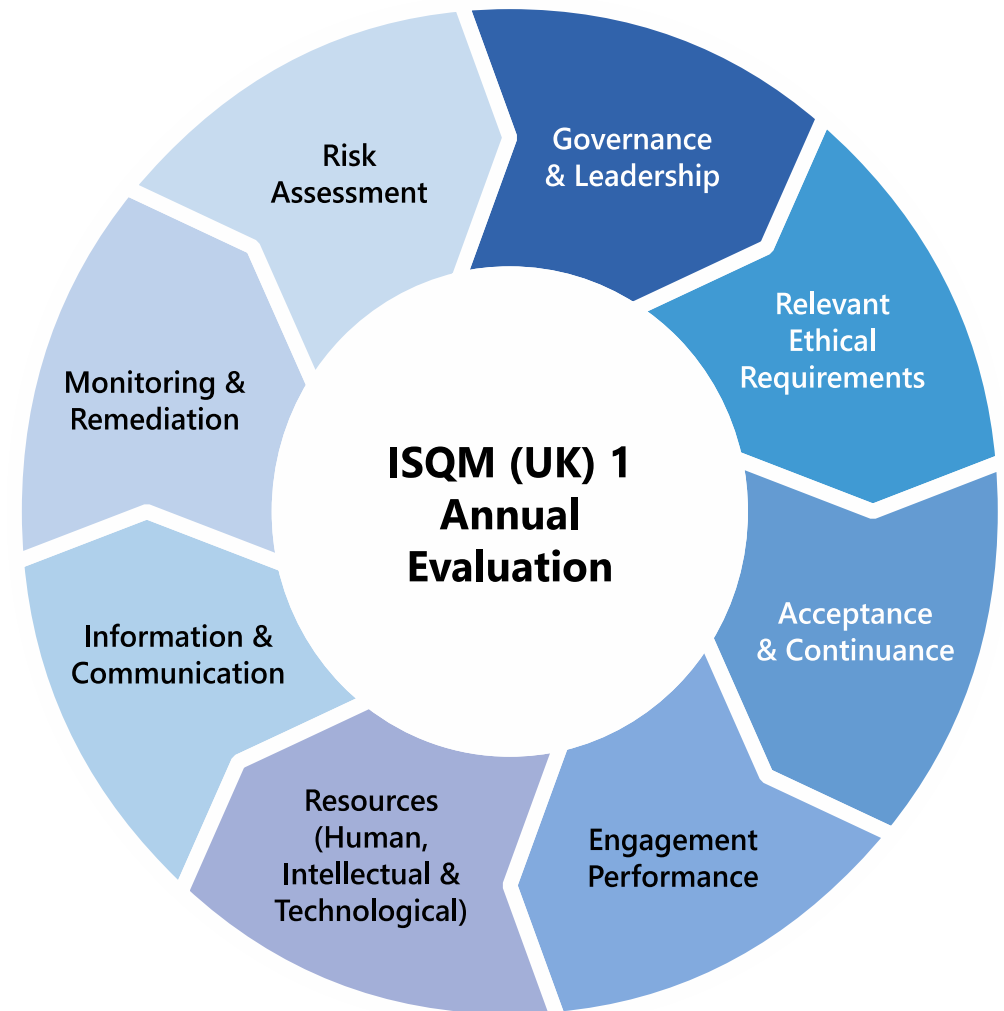 Governance
& Leadership
Relevant
Ethical
Requirements
Acceptance
& Continuance
Engagement
Performance
Resources
(Human,
Intellectual &
Technological)
Information &
Communication
Monitoring &
Remediation
Risk
Assessment
ISQM (UK) 1
Annual
Evaluation